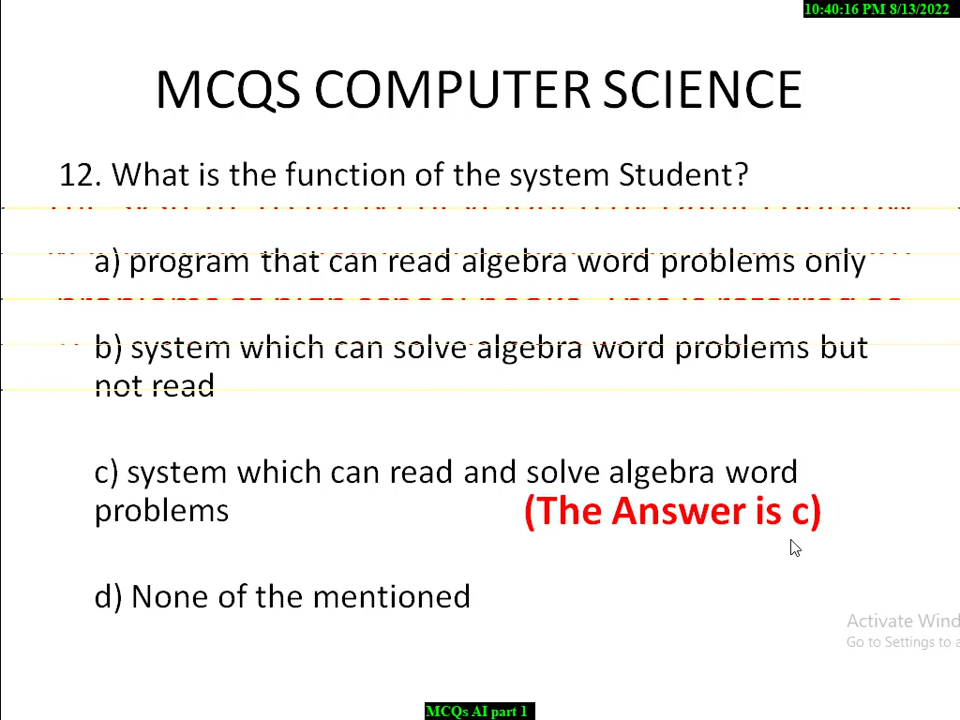 10:40:16 PM 8/13/2022
MCQS COMPUTER SCIENCE
12. What is the function of the system Student?
a) program that can read algebra word problems only
b) system which can solve algebra word problems but
not read
c) system which can read and solve algebra word
problems
(The Answer is c)
d) None of the mentioned
Activate Wind
Go to Settings to a
MCQs AI part 1